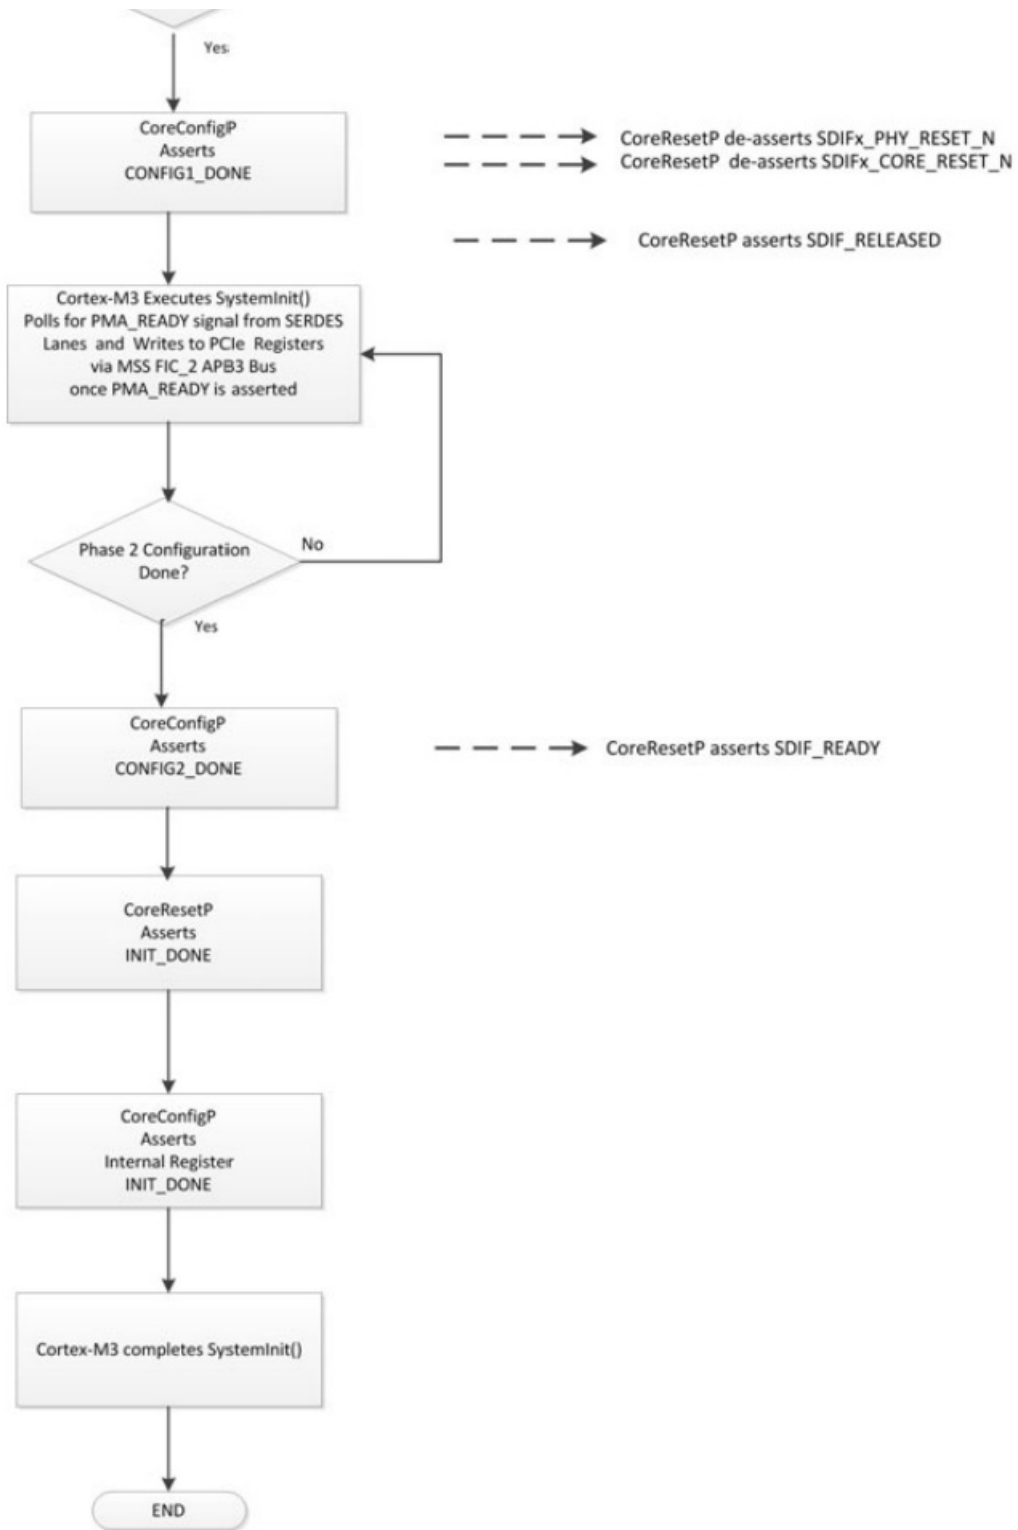 Yes
CoreConfigP
Asserts
CONFIG1_DONE
CoreResetP de-asserts SDIFx_PHY_RESET_N
CoreResetP de-asserts SDIFx_CORE_RESET_N
CoreResetP asserts SDIF_RELEASED
Cortex-M3 Executes SystemInit()
Polls for PMA_READY signal from SERDES
Lanes and Writes to PCIe Registers
via MSS FIC_2 APB3 Bus
once PMA_READY is asserted
Phase 2 Configuration
Done?
No
Yes
CoreConfigP
Asserts
CONFIG2_DONE
CoreResetP asserts SDIF_READY
CoreResetP
Asserts
INIT_DONE
CoreConfigP
Asserts
Internal Register
INIT_DONE
Cortex-M3 completes SystemInit()
END